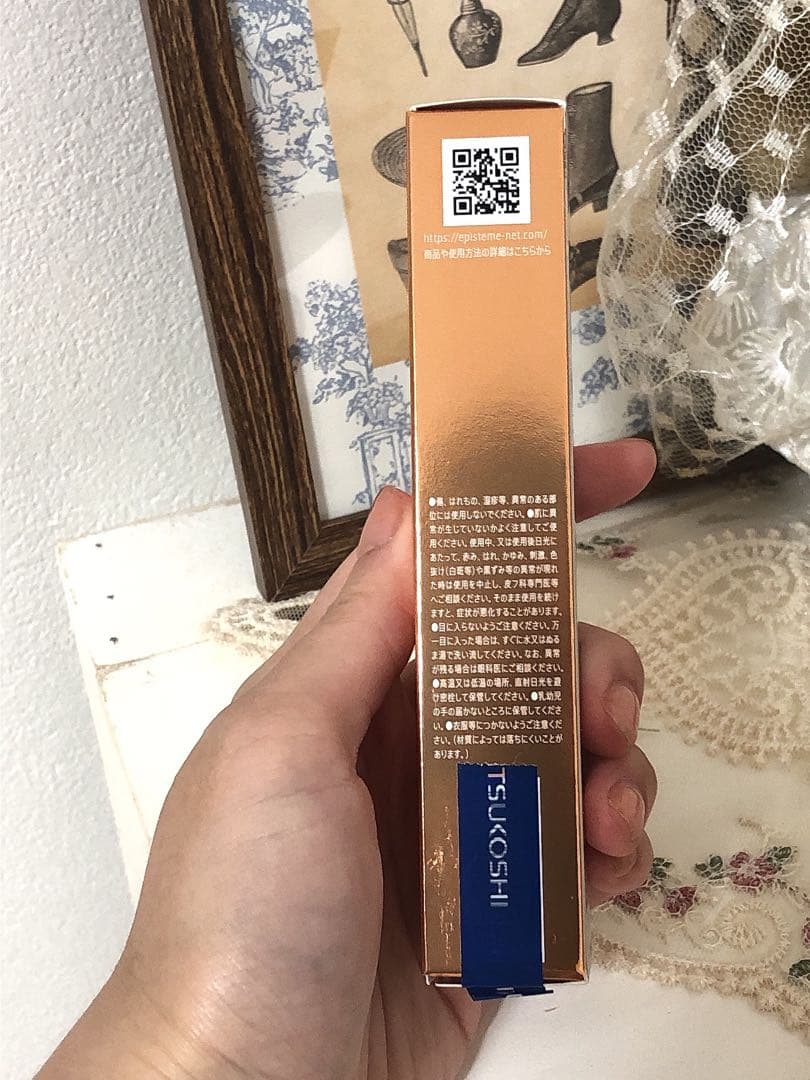 https://episteme-net.com/
商品や使用方法の詳細はこちらから
●傷、はれもの、湿疹等、異常のある部
位には使用しないでください。●肌に異
常が生じていないかよく注意してご使
用ください。使用中、又は使用後日光に
あたって、赤み、はれ、かゆみ、刺激、色
抜け(白斑等)や黒ずみ等の異常が現れ
た時は使用を中止し、皮フ科専門医等
へご相談ください。そのまま使用を続け
ますと、症状が悪化することがあります。
●目に入らないようご注意ください。万
一目に入った場合は、すぐに水又はぬる
ま湯で洗い流してください。なお、異常
が残る場合は眼科医にご相談ください。
●高温又は低温の場所、直射日光を避
け密栓して保管してください。●乳幼児
の手の届かないところに保管してくださ
い。●衣服等につかないようご注意くだ
さい。(材質によっては落ちにくいことが
あります。)
TSUKOSHI